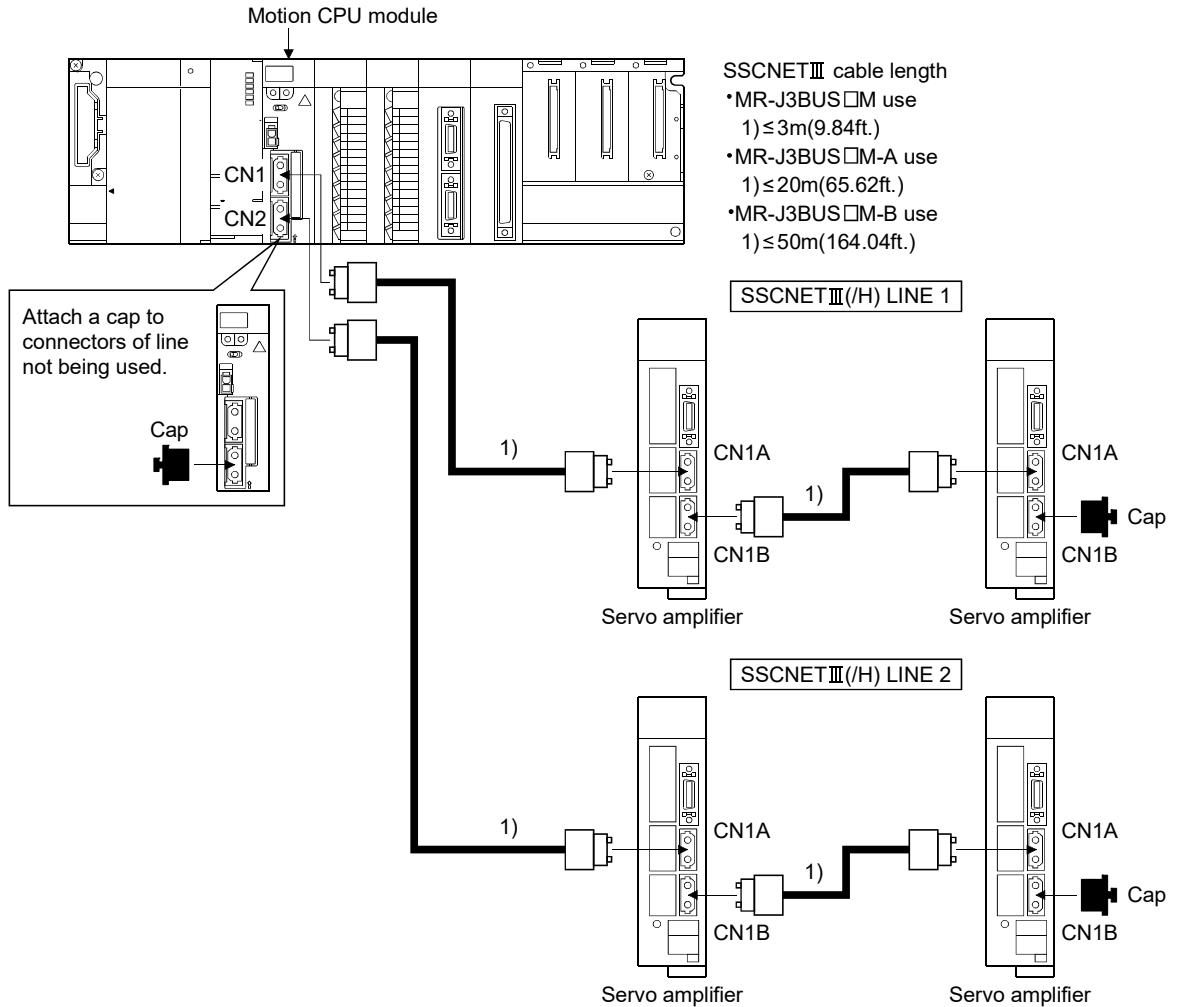 Motion CPU module
CN1
CN2
SSCNETⅢ cable length
•MR-J3BUS□M use
1)≤3m(9.84ft.)
•MR-J3BUS□M-A use
1)≤20m(65.62ft.)
•MR-J3BUS□M-B use
1)≤50m(164.04ft.)
Attach a cap to
connectors of line
not being used.
Cap
SSCNETⅢ(/H) LINE 1
1)
CN1A
1)
CN1A
CN1B
Cap
CN1B
Servo amplifier
Servo amplifier
SSCNETⅢ(/H) LINE 2
1)
CN1A
1)
CN1A
CN1B
Cap
CN1B
Servo amplifier
Servo amplifier